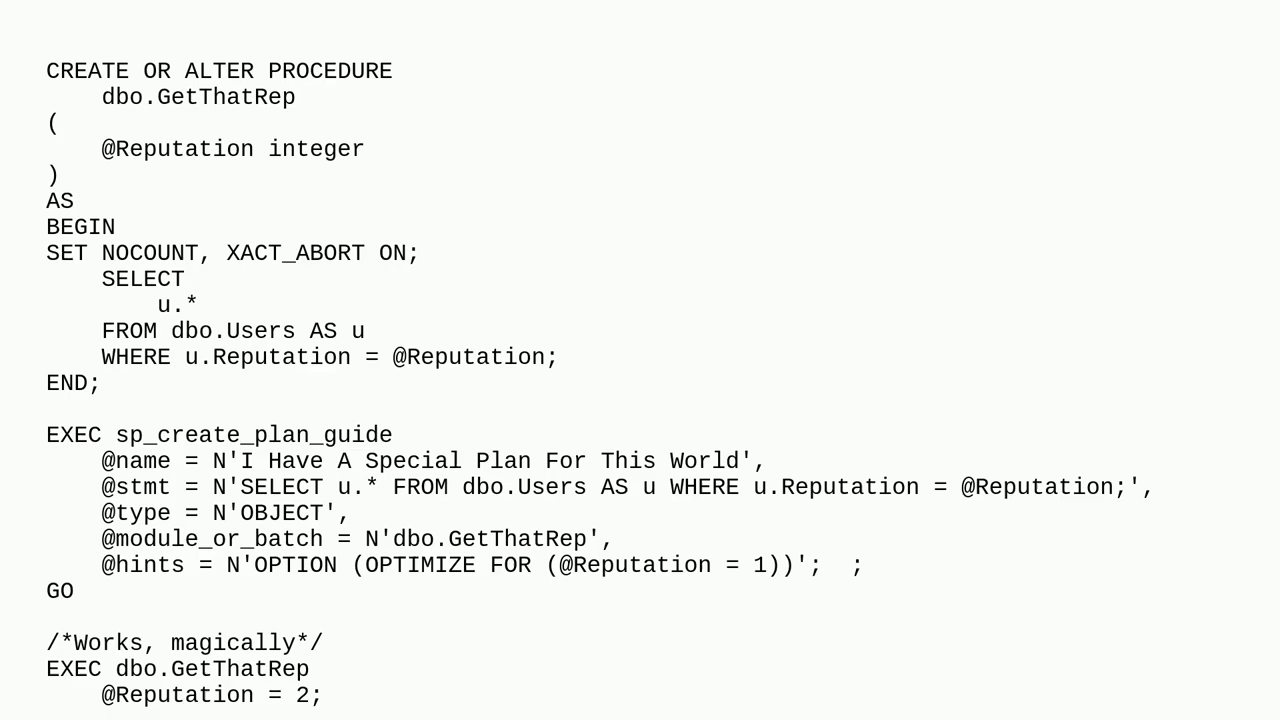 CREATE OR ALTER PROCEDURE
    dbo.GetThatRep
(
    @Reputation integer
)
AS
BEGIN
SET NOCOUNT, XACT_ABORT ON;
    SELECT
        u.*
    FROM dbo.Users AS u
    WHERE u.Reputation = @Reputation;
END;

EXEC sp_create_plan_guide
    @name = N'I Have A Special Plan For This World',
    @stmt = N'SELECT u.* FROM dbo.Users AS u WHERE u.Reputation = @Reputation;',
    @type = N'OBJECT',
    @module_or_batch = N'dbo.GetThatRep',
    @hints = N'OPTION (OPTIMIZE FOR (@Reputation = 1))';  ;
GO

/*Works, magically*/
EXEC dbo.GetThatRep
    @Reputation = 2;